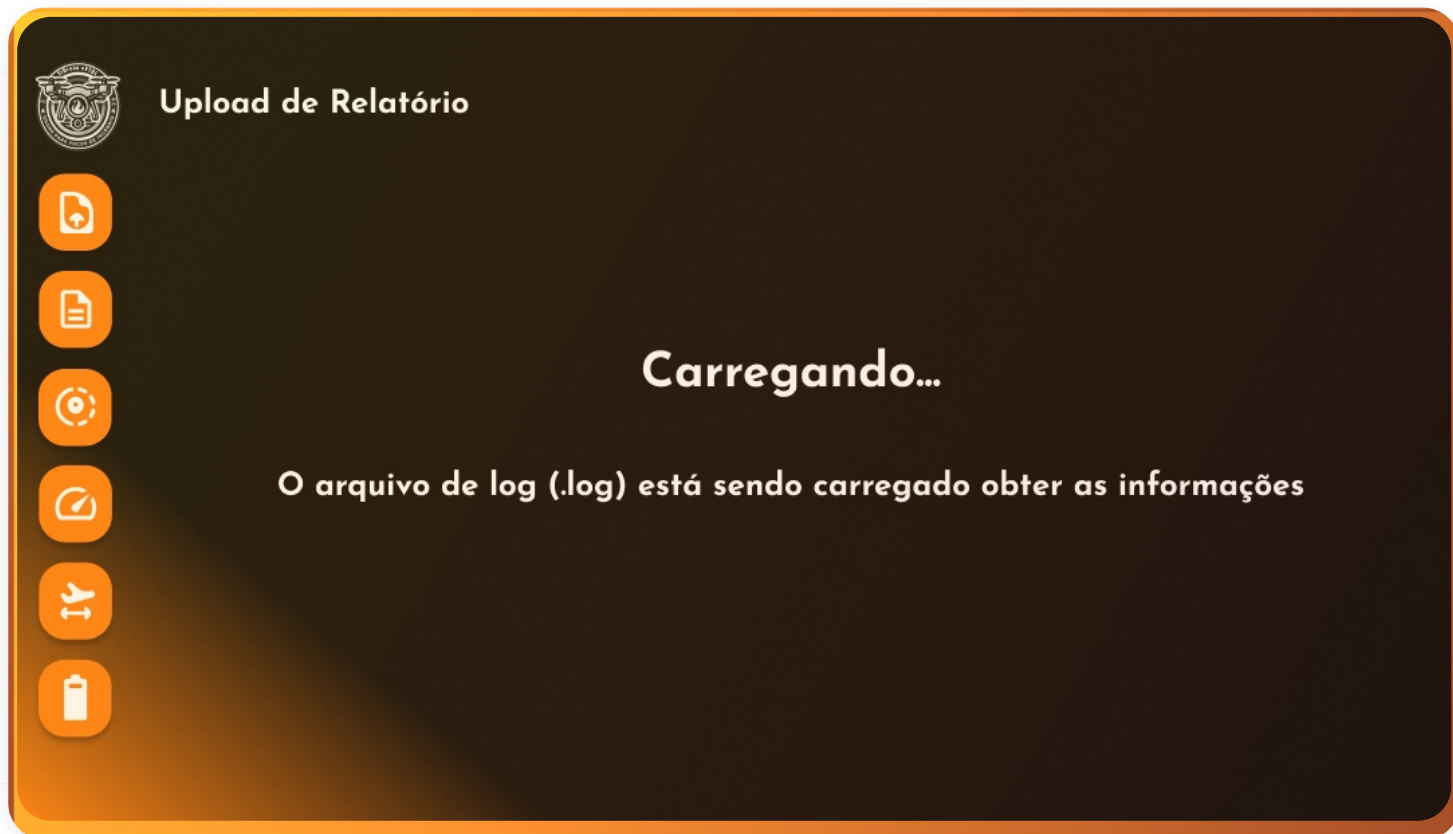 Upload de Relatório
Carregando...
O arquivo de log (.log) está sendo carregado obter as informações